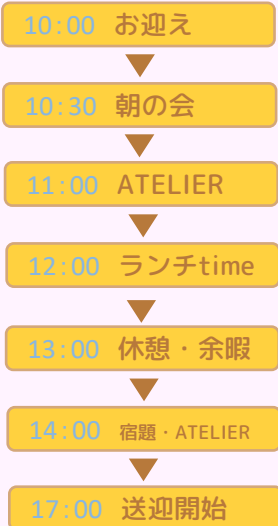 10:00 お迎え
10:30 朝の会
11:00 ATELIER
12:00 ランチtime
13:00 休憩・余暇
14:00 宿題・ATELIER
17:00 送迎開始